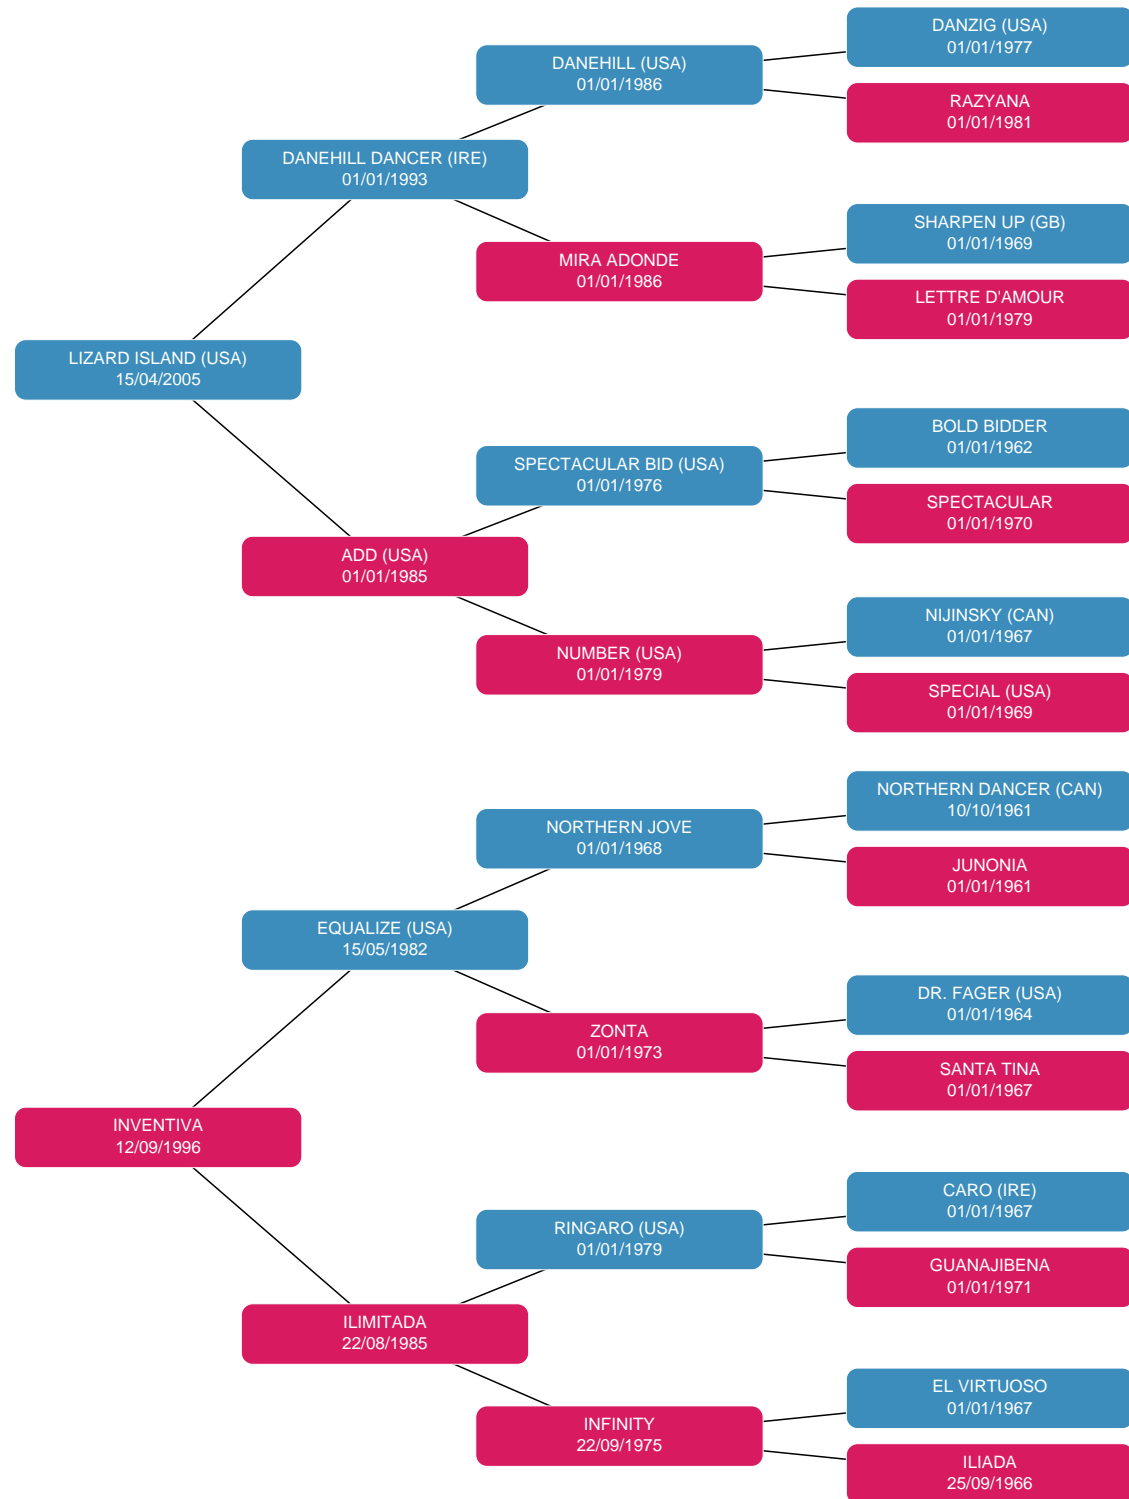 DANZIG (USA)
01/01/1977
DANEHILL (USA)
01/01/1986
RAZYANA
01/01/1981
DANEHILL DANCER (IRE)
01/01/1993
SHARPEN UP (GB)
01/01/1969
MIRA ADONDE
01/01/1986
LETTRE D'AMOUR
01/01/1979
LIZARD ISLAND (USA)
15/04/2005
BOLD BIDDER
01/01/1962
SPECTACULAR BID (USA)
01/01/1976
SPECTACULAR
01/01/1970
ADD (USA)
01/01/1985
NIJINSKY (CAN)
01/01/1967
NUMBER (USA)
01/01/1979
SPECIAL (USA)
01/01/1969
NORTHERN DANCER (CAN)
10/10/1961
NORTHERN JOVE
01/01/1968
JUNONIA
01/01/1961
EQUALIZE (USA)
15/05/1982
DR. FAGER (USA)
01/01/1964
ZONTA
01/01/1973
SANTA TINA
01/01/1967
INVENTIVA
12/09/1996
CARO (IRE)
01/01/1967
RINGARO (USA)
01/01/1979
GUANAJIBENA
01/01/1971
ILIMITADA
22/08/1985
EL VIRTUOSO
01/01/1967
INFINITY
22/09/1975
ILIADA
25/09/1966